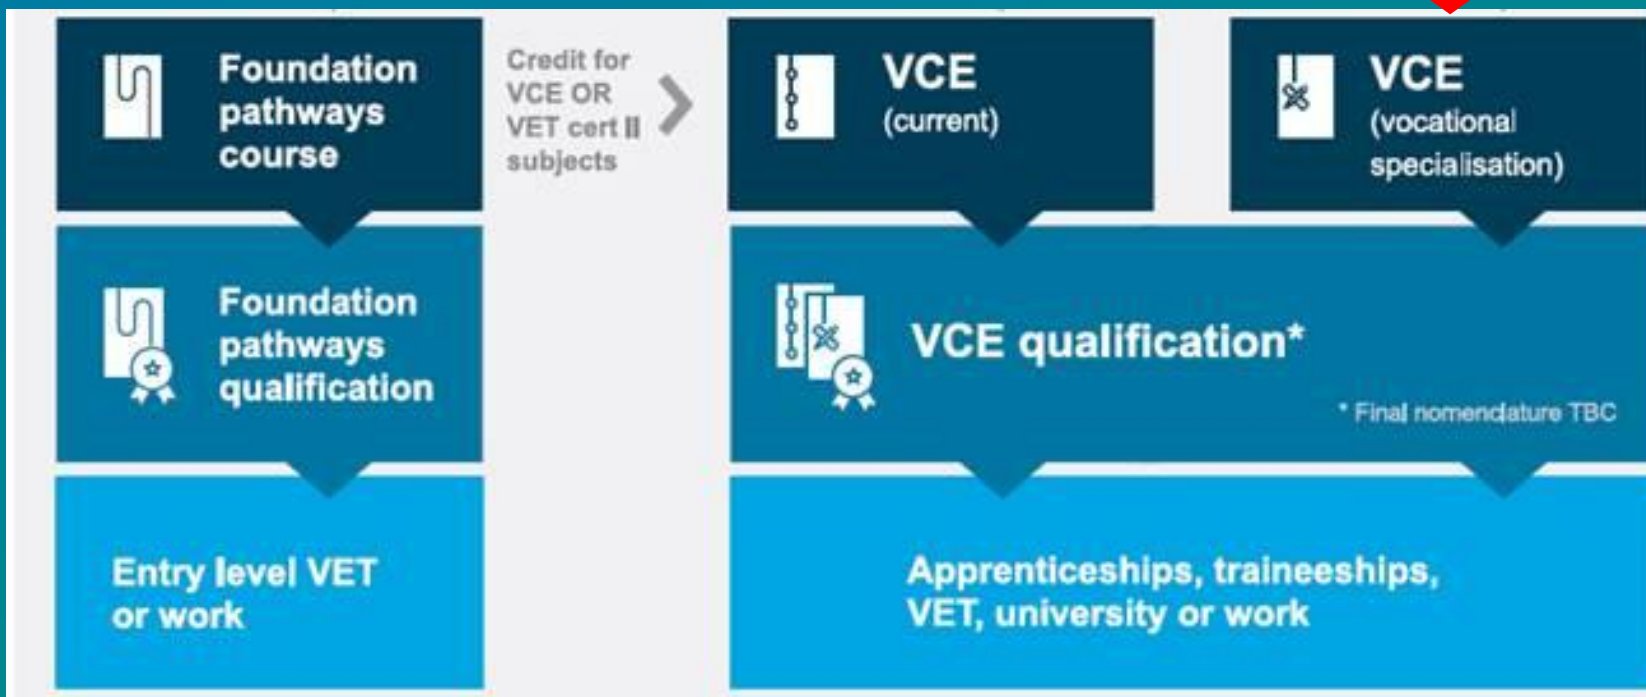 Foundation
pathways
course
Credit for
VCE OR
VET cert II
subjects
VCE
(current)
VCE
(vocational
specialisation)
Foundation
pathways
qualification
VCE qualification*
* Final nomenclature TBC
Entry level VET
or work
Apprenticeships, traineeships,
VET, university or work